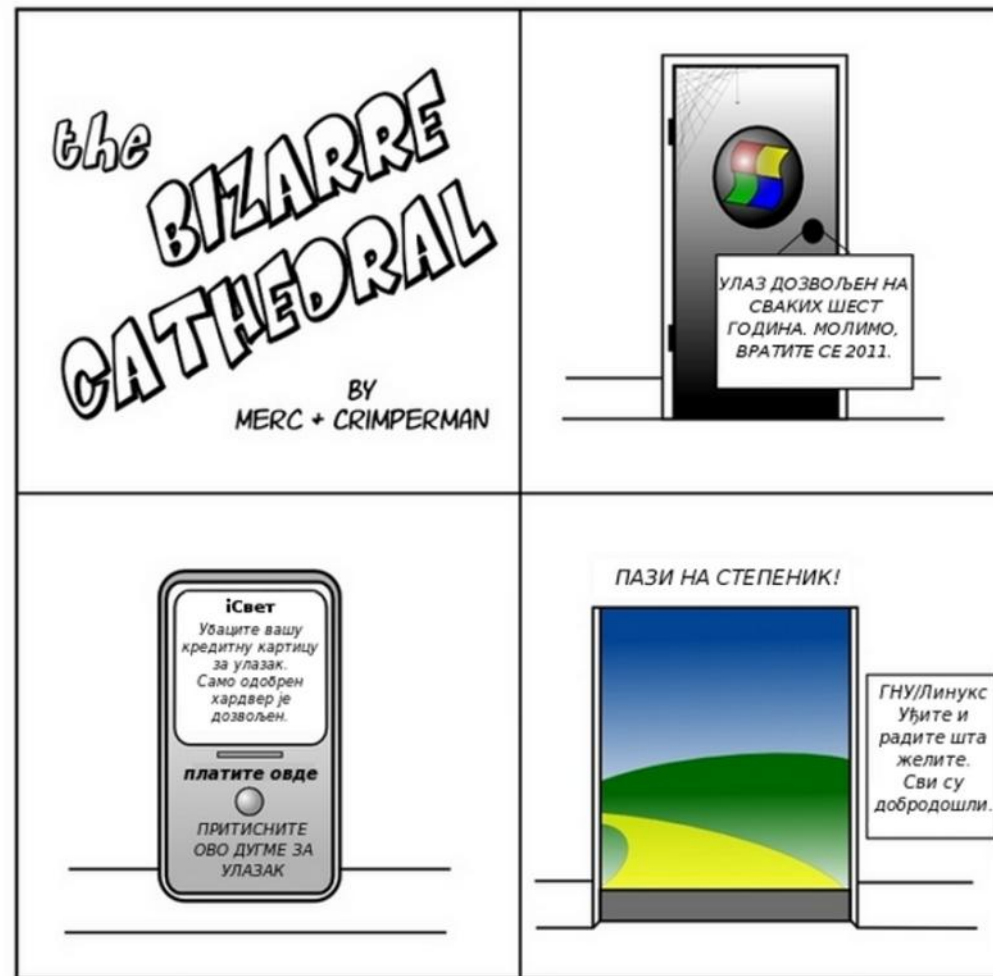 the
BIZARRE
CATHEDRAL
BY
MERC + CRIMPERMAN
УЛАЗ ДОЗВОЉЕН НА
СВАКИХ ШЕСТ
ГОДИНА. МОЛИМО,
ВРАТИТЕ СЕ 2011.
iСвет
Убаците вашу
кредитну картицу
за улазак.
Само одобрен
хардвер је
дозвољен.
платите овде
ПРИТИСНИТЕ
ОВО ДУГМЕ ЗА
УЛАЗАК
ПАЗИ НА СТЕПЕНИК!
ГНУ/Линукс
Уђите и
радите шта
желите.
Сви су
добродошли.